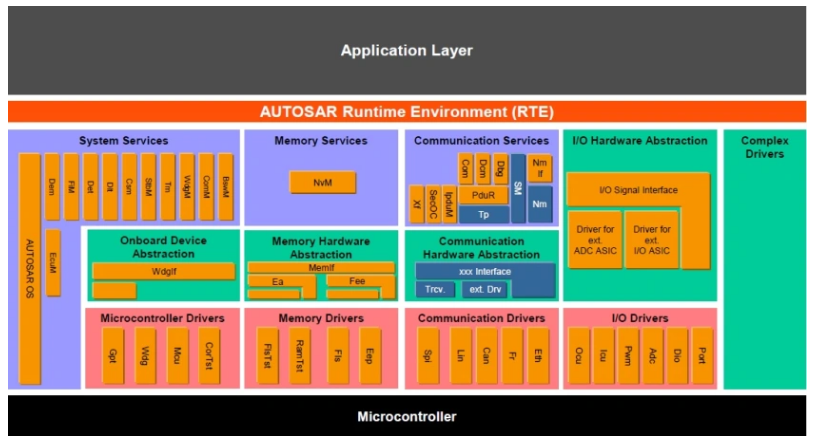 Application Layer
AUTOSAR Runtime Environment (RTE)
System Services
AUTOSAR OS
Dem
FiM
Det
Dlt
Csm
StbM
Tm
WdgM
ComM
BswM
EcuM
Memory Services
NvM
Communication Services
Xf
SecOC
IpduM
Com
Dcm
Dbg
PduR
Tp
SM
Nm
If
Nm
I/O Hardware Abstraction
I/O Signal Interface
Driver for
ext.
ADC ASIC
Driver for
ext.
I/O ASIC
Complex
Drivers
Onboard Device
Abstraction
WdgIf
Memory Hardware
Abstraction
MemIf
Ea
Fee
Communication
Hardware Abstraction
xxx Interface
Trcv.
ext. Drv
Microcontroller Drivers
Gpt
Wdg
Mcu
CorTst
Memory Drivers
FlsTst
RamTst
Fls
Eep
Communication Drivers
Spi
Lin
Can
Fr
Eth
I/O Drivers
Ocu
Icu
Pwm
Adc
Dio
Port
Microcontroller